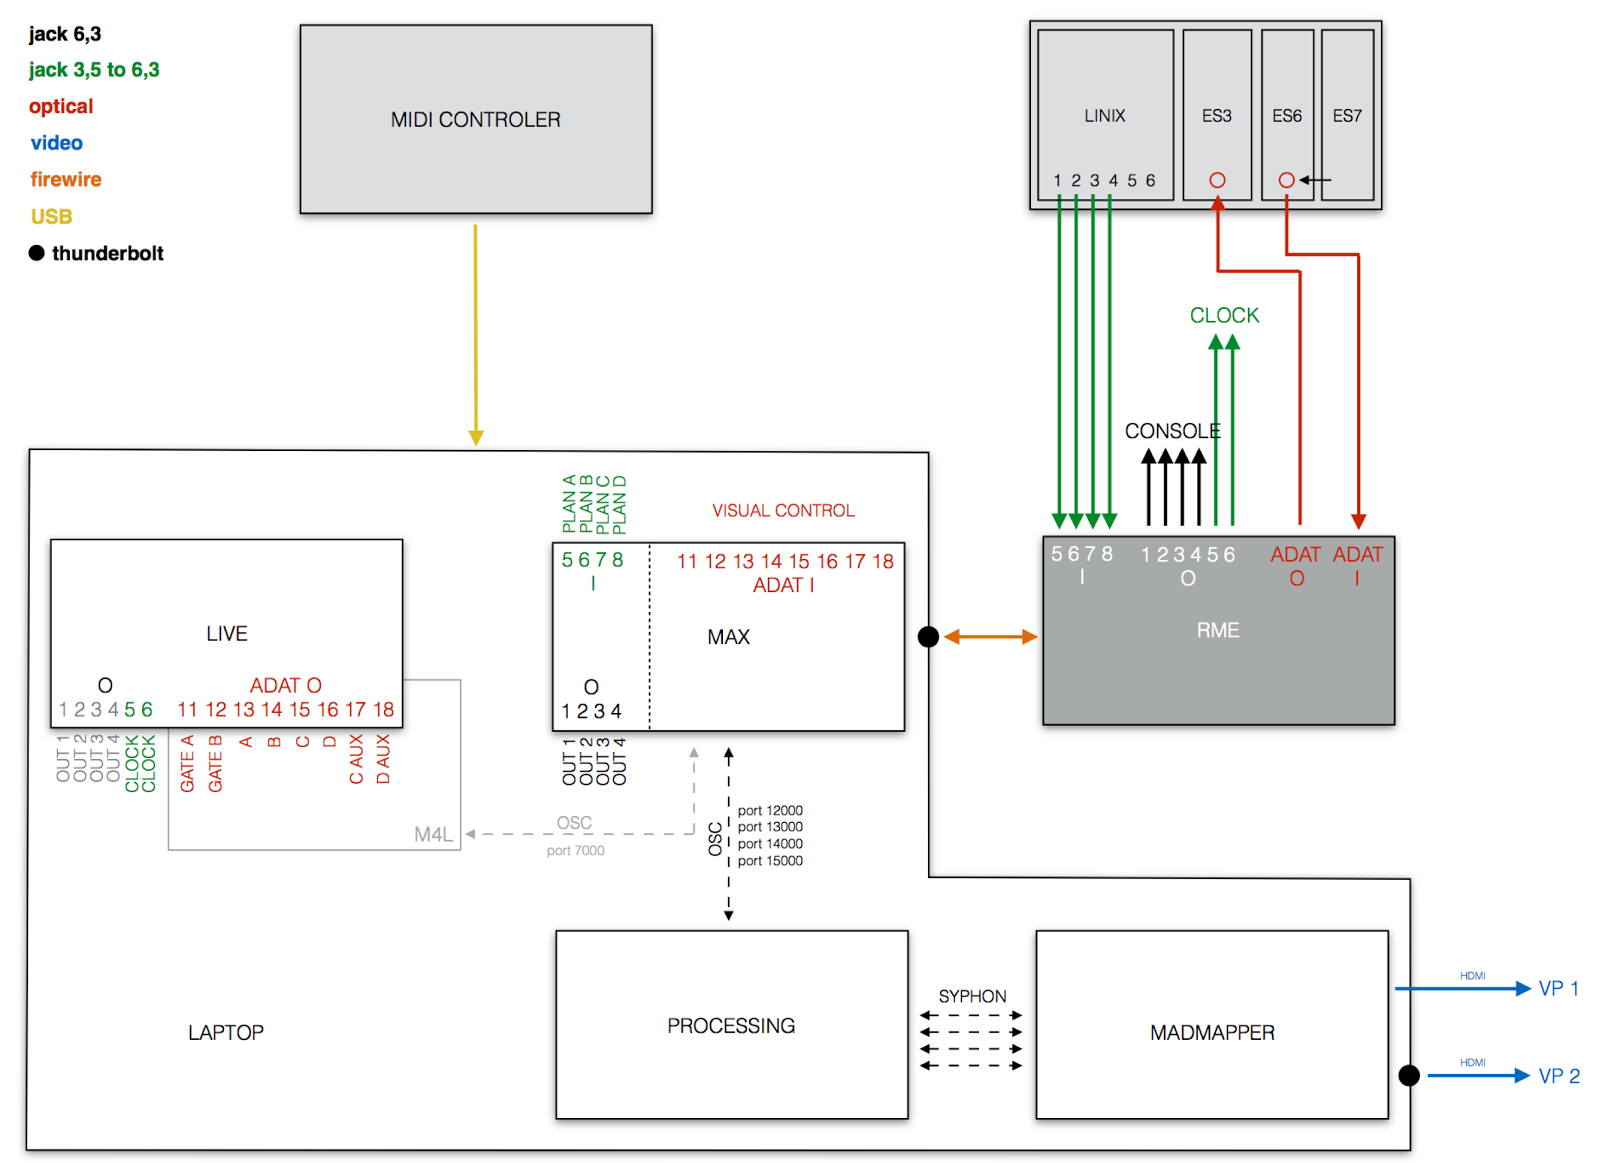 jack 6,3
jack 3,5 to 6,3
optical
video
firewire
USB
thunderbolt
MIDI CONTROLER
LINIX
1 2 3 4 5 6
ES3
ES6
ES7
CLOCK
CONSOLE
5 6 7 8
I
1 2 3 4 5 6
O
ADAT
O
ADAT
I
RME
PLAN A
PLAN B
PLAN C
PLAN D
VISUAL CONTROL
5 6 7 8
I
11 12 13 14 15 16 17 18
ADAT I
MAX
O
1 2 3 4
OUT 1
OUT 2
OUT 3
OUT 4
LIVE
O
ADAT O
1 2 3 4 5 6
11 12 13 14 15 16 17 18
OUT 1
OUT 2
OUT 3
OUT 4
CLOCK
CLOCK
GATE A
GATE B
A
B
C
D
C AUX
D AUX
M4L
OSC
port 7000
OSC
port 12000
port 13000
port 14000
port 15000
LAPTOP
PROCESSING
SYPHON
MADMAPPER
HDMI
VP 1
HDMI
VP 2